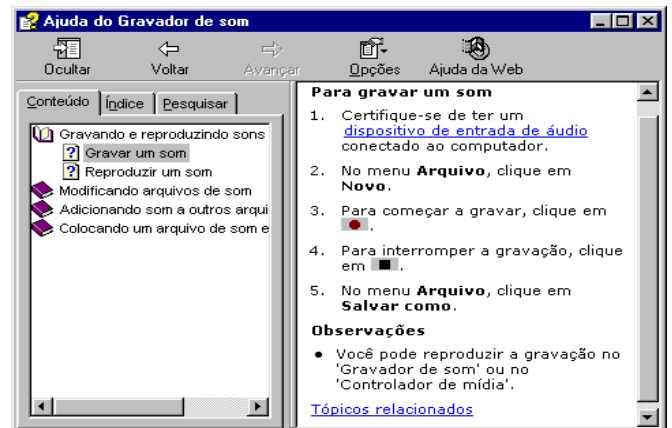 Ajuda do Gravador de som
Ocultar Voltar Avançar Opções Ajuda da Web
Conteúdo Índice Pesquisar
Gravando e reproduzindo sons
Gravar um som
Reproduzir um som
Modificando arquivos de som
Adicionando som a outros arqui
Colocando um arquivo de som e
Para gravar um som
1. Certifique-se de ter um
dispositivo de entrada de áudio
conectado ao computador.
2. No menu Arquivo, clique em
Novo.
3. Para começar a gravar, clique em
.
4. Para interromper a gravação, clique
em .
5. No menu Arquivo, clique em
Salvar como.
Observações
• Você pode reproduzir a gravação no
'Gravador de som' ou no
'Controlador de mídia'.
Tópicos relacionados